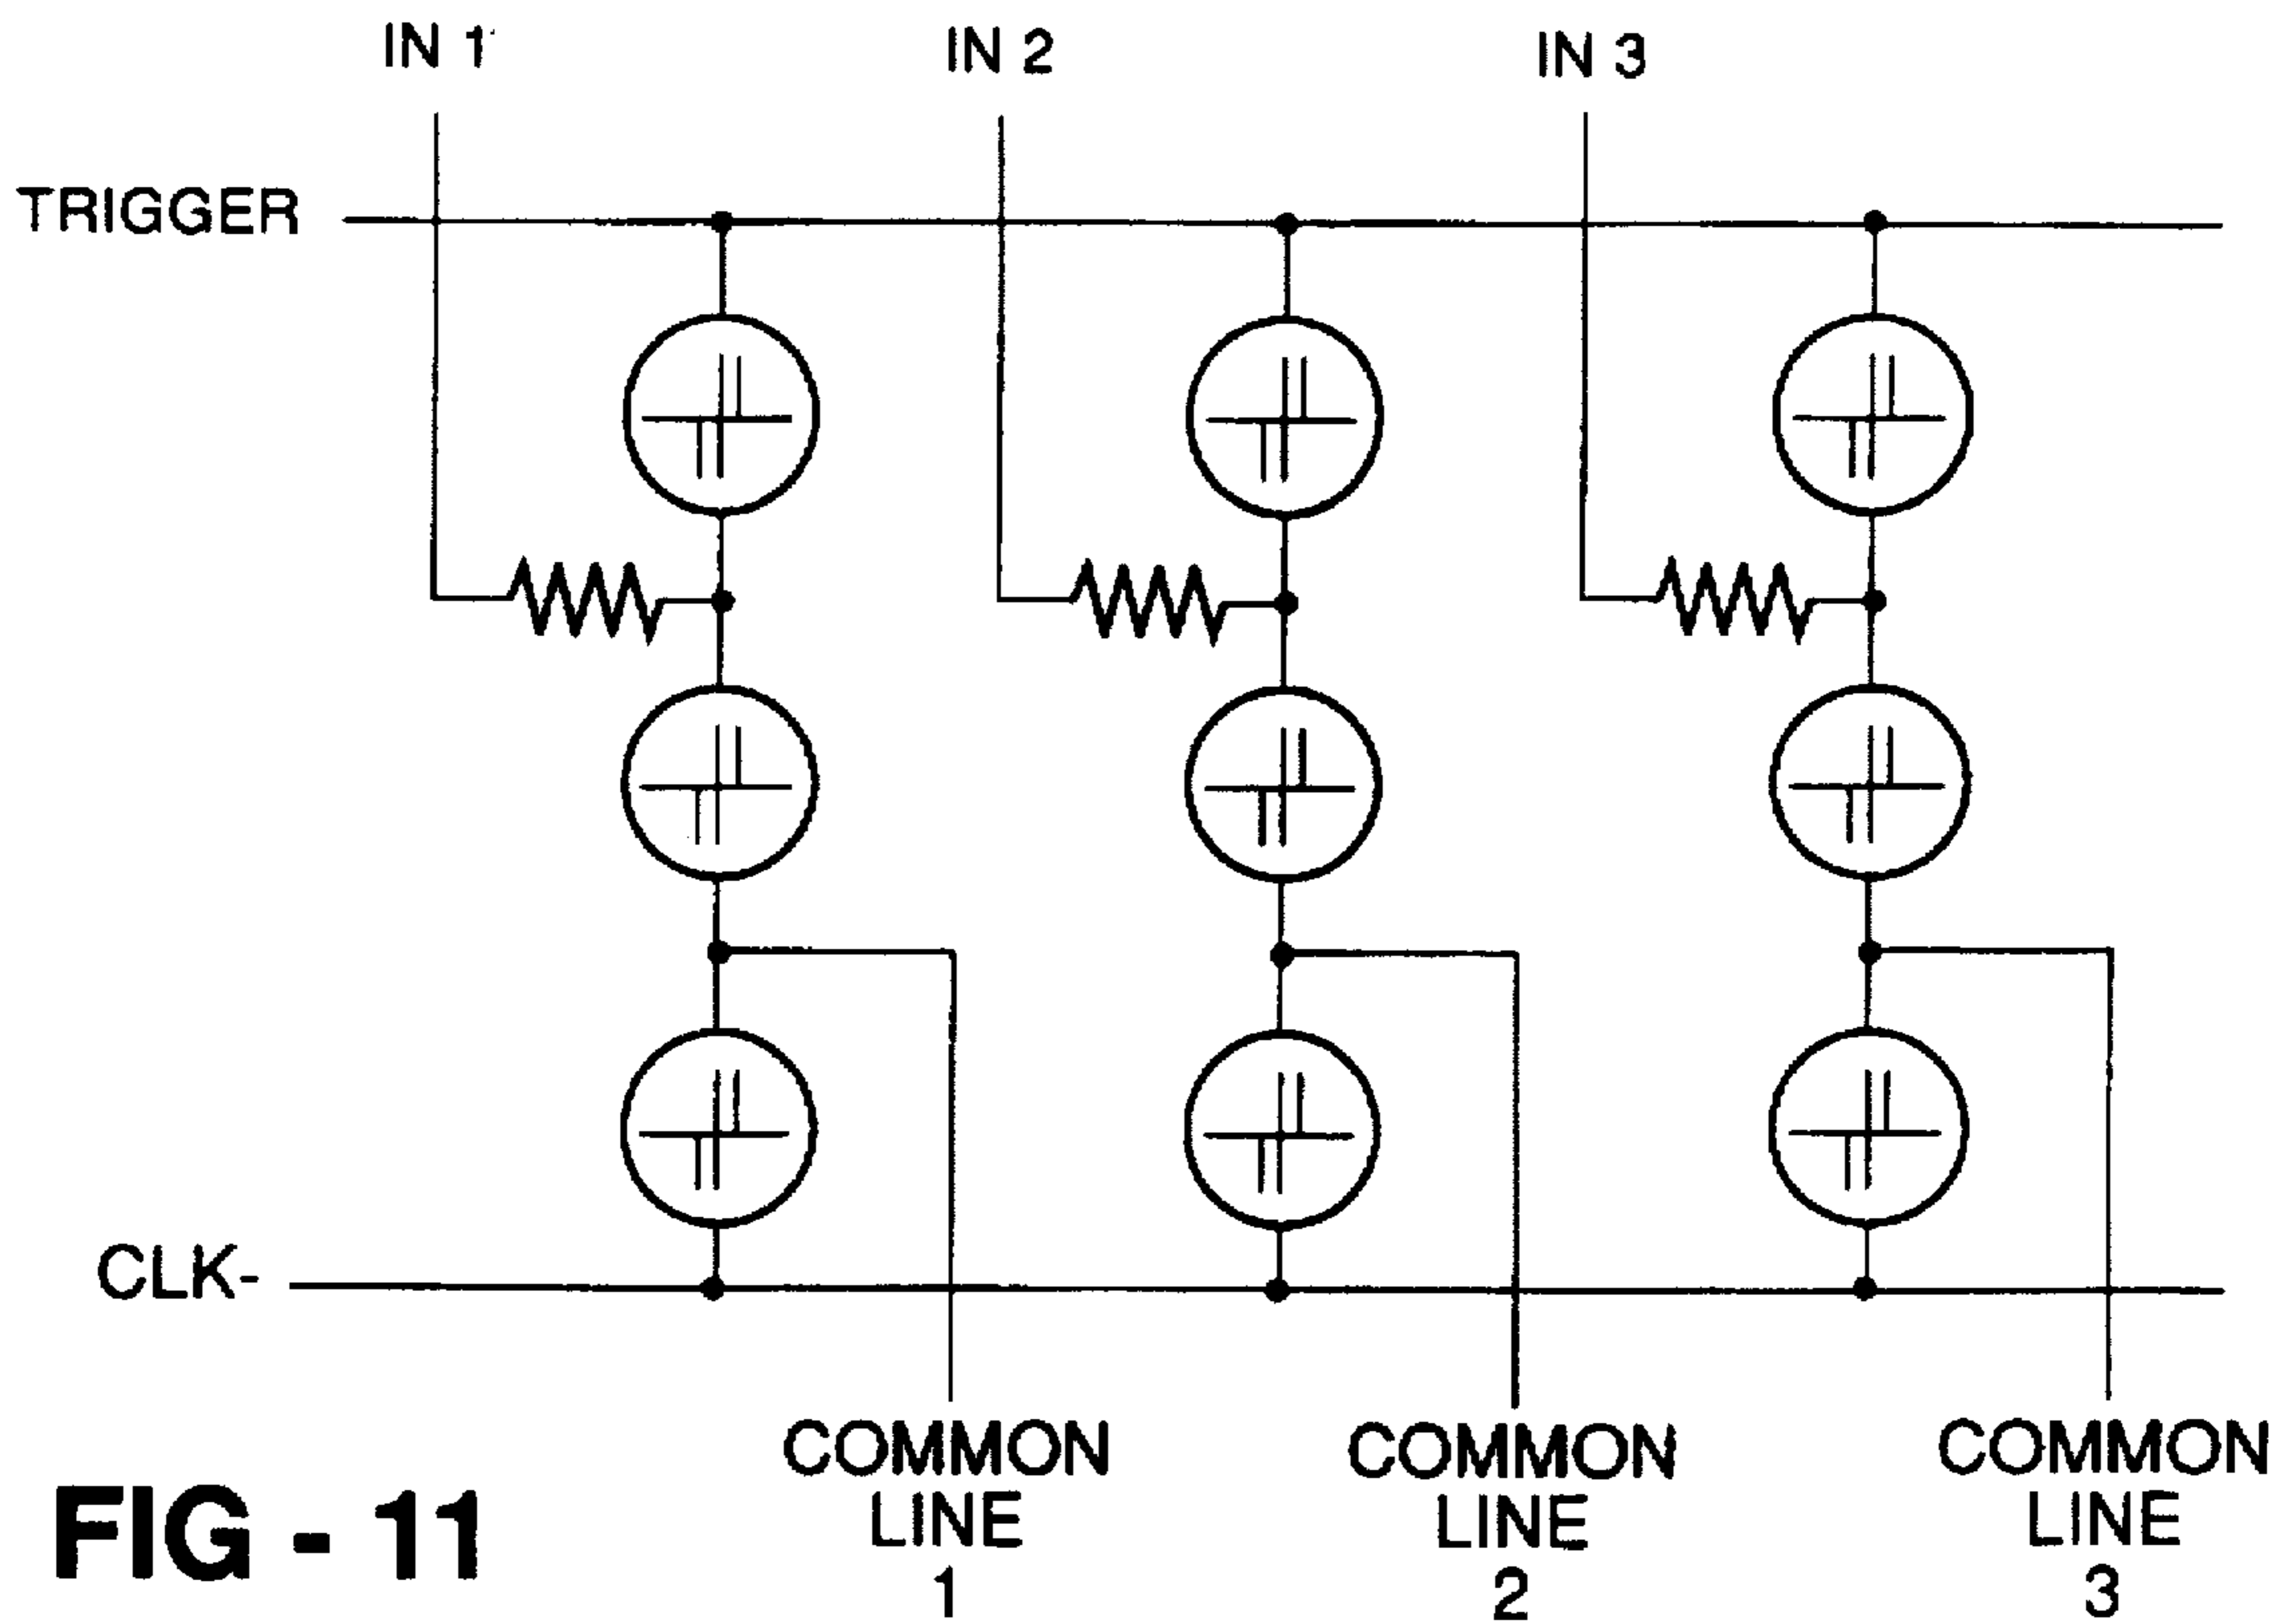 IN 1
IN 2
IN 3
TRIGGER
CLK-
COMMON
LINE
1
COMMON
LINE
2
COMMON
LINE
3
FIG - 11